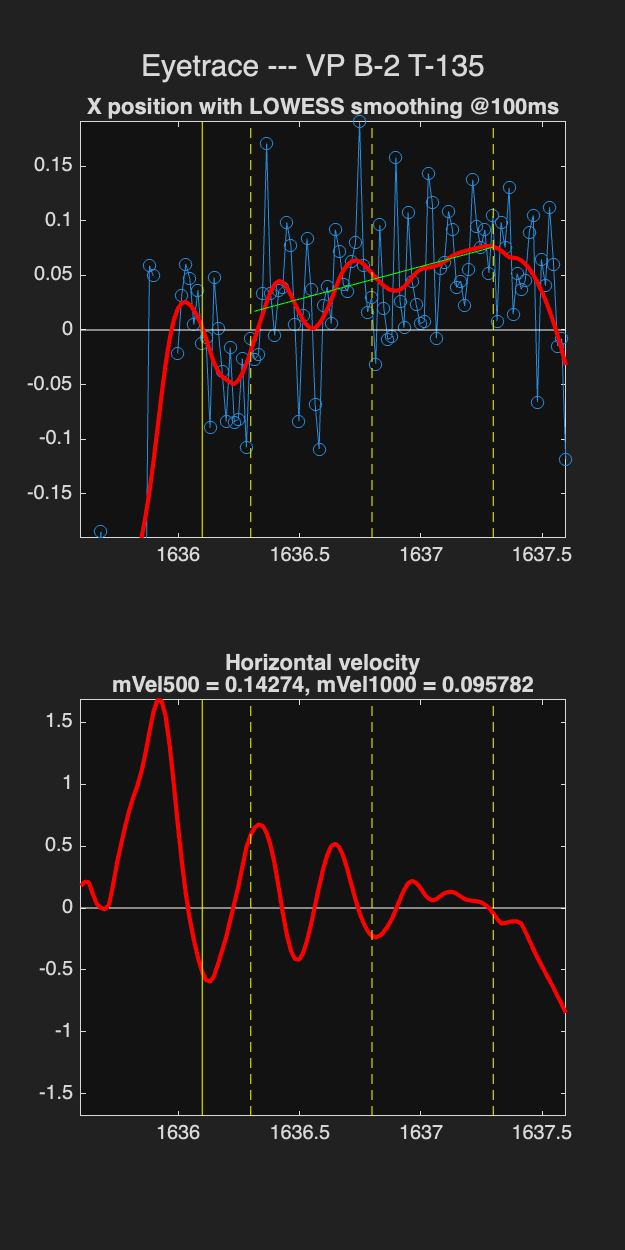 Eyetrace --- VP B-2 T-135
X position with LOWESS smoothing @100ms
0.15
0.1
0.05
0
-0.05
-0.1
-0.15
1636 1636.5 1637 1637.5
Horizontal velocity
mVel500 = 0.14274, mVel1000 = 0.095782
1.5
1
0.5
0
-0.5
-1
-1.5
1636 1636.5 1637 1637.5